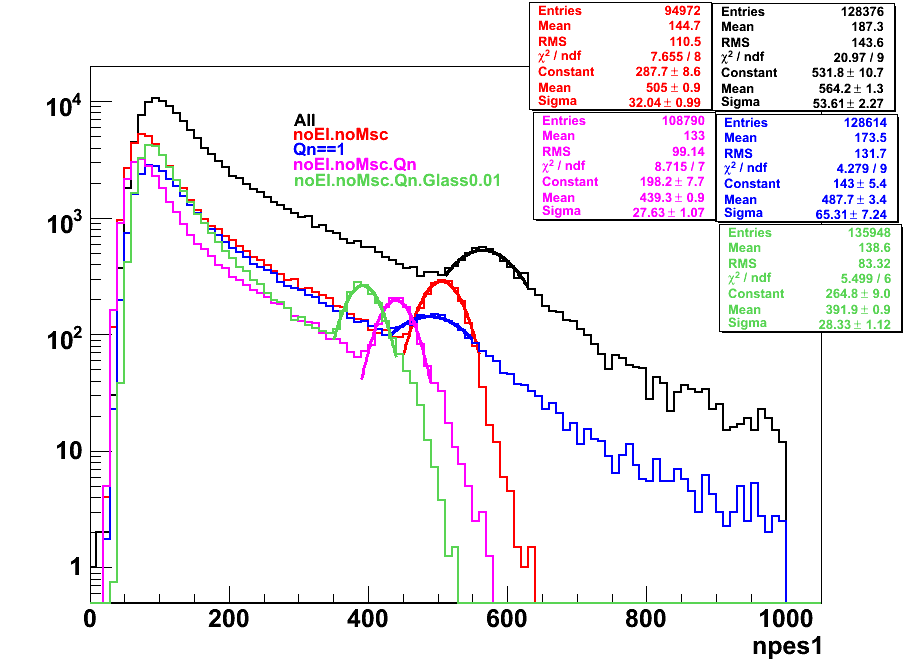 Entries 94972
Mean 144.7
RMS 110.5
χ² / ndf 7.655 / 8
Constant 287.7 ± 8.6
Mean 505 ± 0.9
Sigma 32.04 ± 0.99
Entries 128376
Mean 187.3
RMS 143.6
χ² / ndf 20.97 / 9
Constant 531.8 ± 10.7
Mean 564.2 ± 1.3
Sigma 53.61 ± 2.27
Entries 108790
Mean 133
RMS 99.14
χ² / ndf 8.715 / 7
Constant 198.2 ± 7.7
Mean 439.3 ± 0.9
Sigma 27.63 ± 1.07
Entries 128614
Mean 173.5
RMS 131.7
χ² / ndf 4.279 / 9
Constant 143 ± 5.4
Mean 487.7 ± 3.4
Sigma 65.31 ± 7.24
Entries 135948
Mean 138.6
RMS 83.32
χ² / ndf 5.499 / 6
Constant 264.8 ± 9.0
Mean 391.9 ± 0.9
Sigma 28.33 ± 1.12
All
noEl.noMsc
Qn==1
noEl.noMsc.Qn
noEl.noMsc.Qn.Glass0.01
10⁴
10³
10²
10
1
0 200 400 600 800 1000
npes1